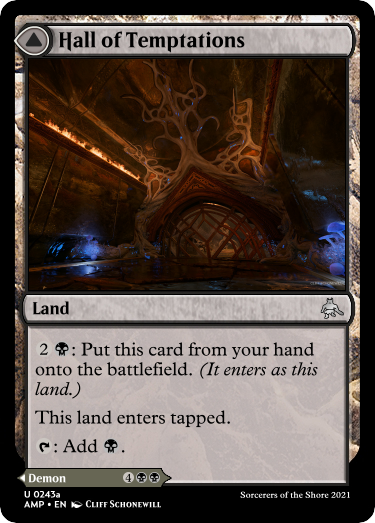 Hall of Temptations
Land
2 : Put this card from your hand
onto the battlefield. (It enters as this
land.)
This land enters tapped.
: Add .
Demon 4
U 0243a
AMP • EN Cliff Schonewill
Sorcerers of the Shore 2021